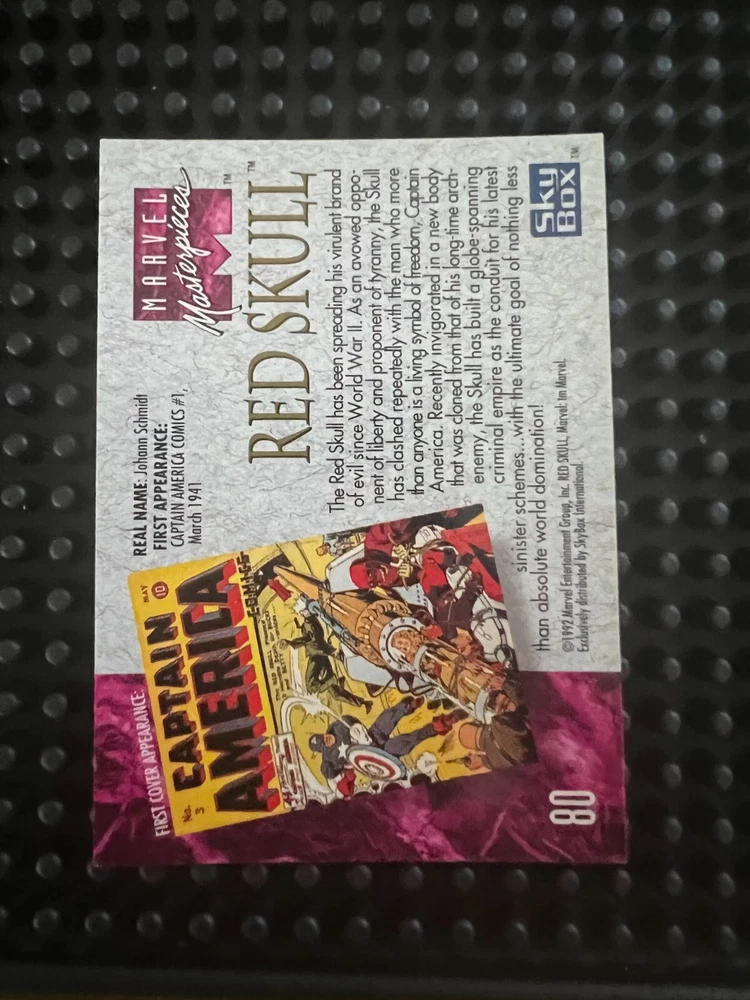 MARVEL
Masterpieces™
REAL NAME: Johann Schmidt
FIRST APPEARANCE:
CAPTAIN AMERICA COMICS #1,
March 1941
RED SKULL™
The Red Skull has been spreading his virulent brand
of evil since World War II. As an avowed oppo-
nent of liberty and proponent of tyranny, the Skull
has clashed repeatedly with the man who more
than anyone is a living symbol of freedom, Captain
America. Recently invigorated in a new body
that was cloned from that of his long-time arch-
enemy, the Skull has built a globe-spanning
criminal empire as the conduit for his latest
sinister schemes...with the ultimate goal of nothing less
than absolute world domination!
FIRST COVER APPEARANCE:
No. 3
MAY
10
CAPTAIN
AMERICA
COMICS
©1992 Marvel Entertainment Group, Inc. RED SKULL, Marvel: tm Marvel.
Exclusively distributed by SkyBox International.
SkyBox™
80